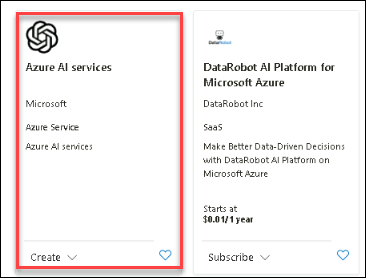 Azure AI services
Microsoft
Azure Service
Azure AI services
Create
DataRobot
DataRobot AI Platform for
Microsoft Azure
DataRobot Inc
SaaS
Make Better Data-Driven Decisions
with DataRobot AI Platform on
Microsoft Azure
Starts at
$0.01/1 year
Subscribe